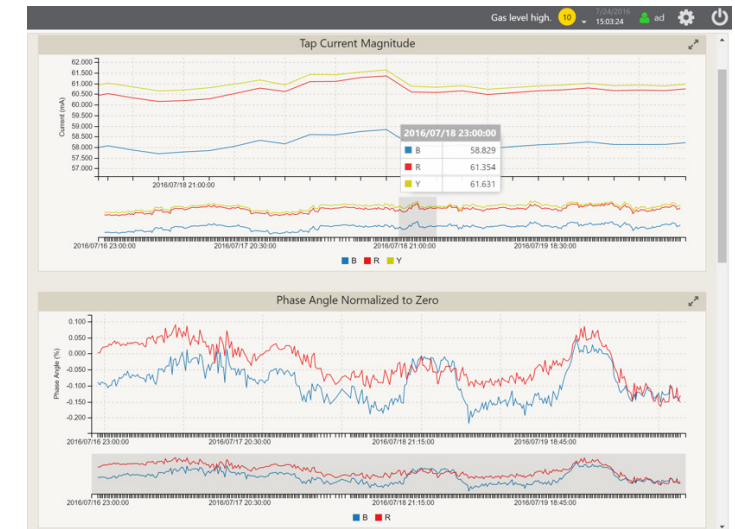 Gas level high. 10 7/24/2016 15:03:24 ad
Tap Current Magnitude
62.000
61.500
61.000
60.500
60.000
59.500
59.000
58.500
58.000
57.500
57.000
Current (mA)
2016/07/18 21:00:00
2016/07/18 23:00:00
B 58.829
R 61.354
Y 61.631
2016/07/16 23:00:00 2016/07/17 20:30:00 2016/07/18 21:00:00 2016/07/19 18:30:00
B R Y
Phase Angle Normalized to Zero
0.100
0.050
0.000
-0.050
-0.100
-0.150
-0.200
Phase Angle (%)
2016/07/16 23:00:00 2016/07/17 20:30:00 2016/07/18 21:15:00 2016/07/19 18:45:00
2016/07/16 23:00:00 2016/07/17 20:30:00 2016/07/18 21:15:00 2016/07/19 18:45:00
B R